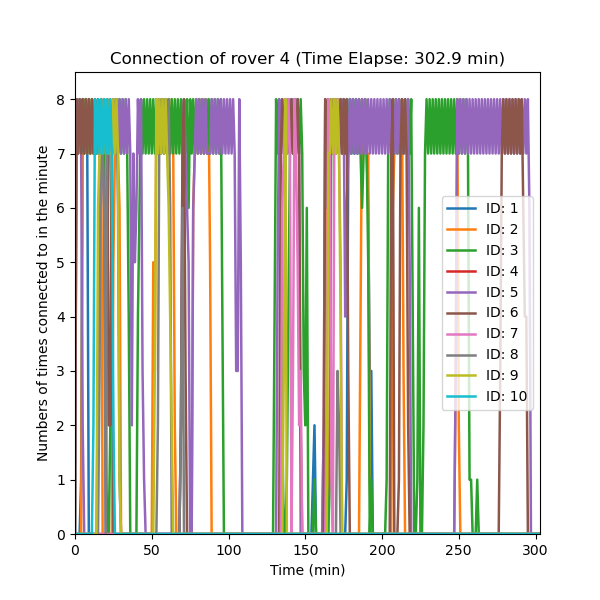 Connection of rover 4 (Time Elapse: 302.9 min)
Numbers of times connected to in the minute
8
7
6
5
4
3
2
1
0
ID: 1
ID: 2
ID: 3
ID: 4
ID: 5
ID: 6
ID: 7
ID: 8
ID: 9
ID: 10
0 50 100 150 200 250 300
Time (min)